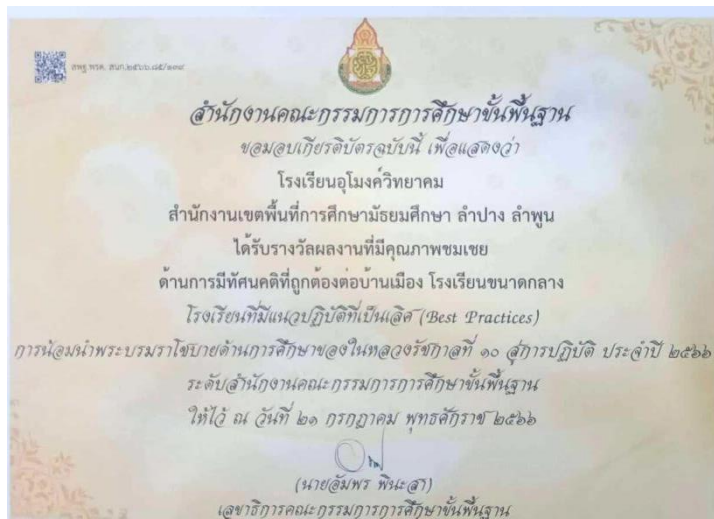 สำนักงานคณะกรรมการการศึกษาขั้นพื้นฐาน
ขอมอบเกียรติบัตรฉบับนี้ เพื่อแสดงว่า
โรงเรียนอุโมงค์วิทยาคม
สำนักงานเขตพื้นที่การศึกษามัธยมศึกษา ลำปาง ลำพูน
ได้รับรางวัลผลงานที่มีคุณภาพชมเชย
ด้านการมีทัศนคติที่ถูกต้องต่อบ้านเมือง โรงเรียนขนาดกลาง
โรงเรียนที่มีแนวปฏิบัติที่เป็นเลิศ (Best Practices)
การน้อมนำพระบรมราโชบายด้านการศึกษาของในหลวงรัชกาลที่ ๑๐ สู่การปฏิบัติ ประจำปี ๒๕๖๖
ระดับสำนักงานคณะกรรมการการศึกษาขั้นพื้นฐาน
ให้ไว้ ณ วันที่ ๒๑ กรกฎาคม พุทธศักราช ๒๕๖๖
(นายอัมพร พินะสา)
เลขาธิการคณะกรรมการการศึกษาขั้นพื้นฐาน